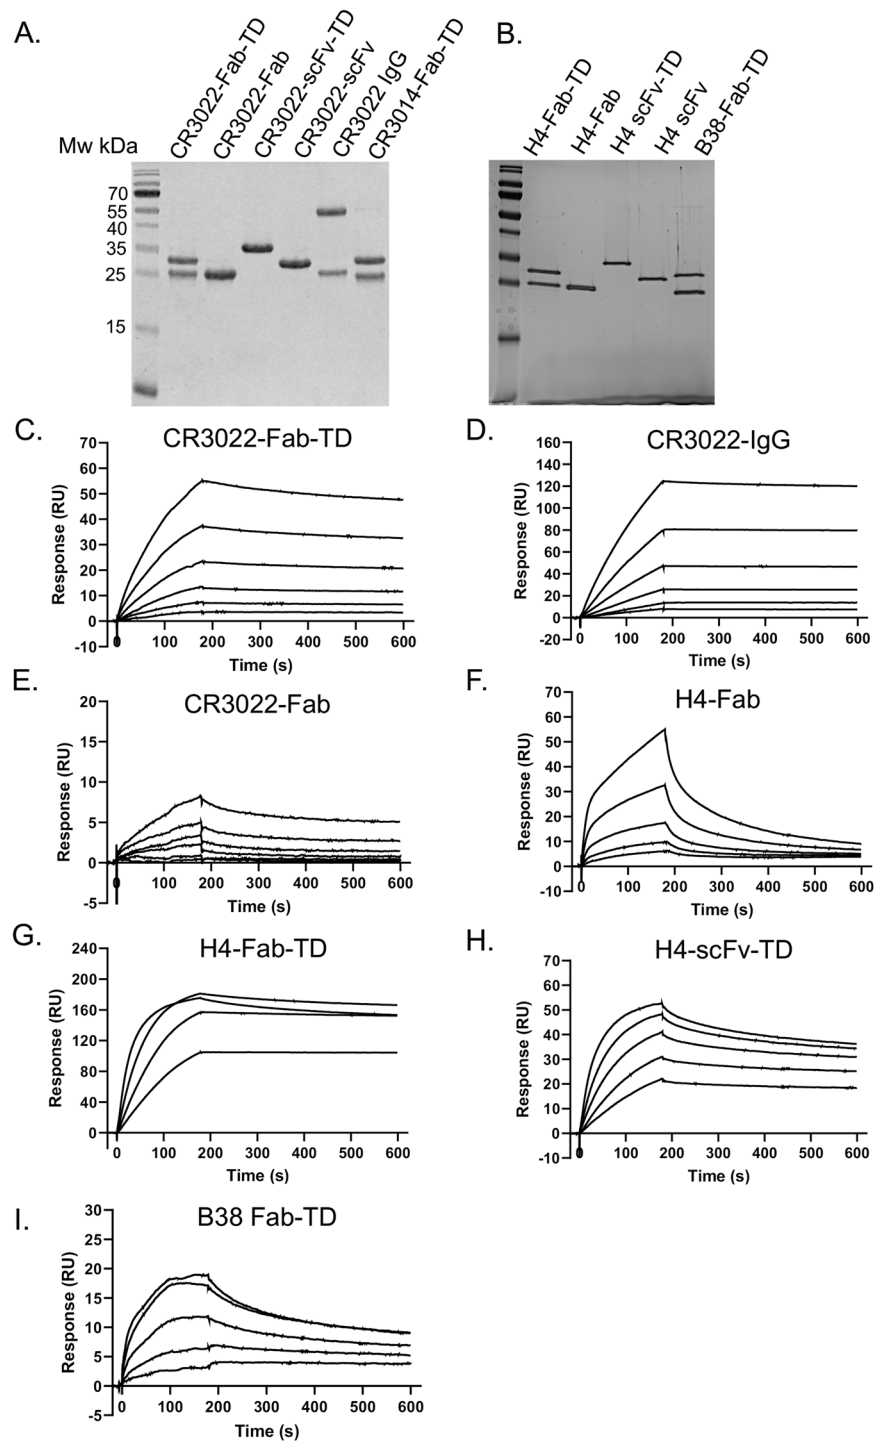 A.
CR3022-Fab-TD
CR3022-Fab
CR3022-scFv-TD
CR3022-scFv
CR3022 IgG
CR3014-Fab-TD
Mw kDa
70
55
40
35
25
15
B.
H4-Fab-TD
H4-Fab
H4 scFv-TD
H4 scFv
B38-Fab-TD
C.
CR3022-Fab-TD
70
60
50
40
30
20
10
0
-10
Response (RU)
0 100 200 300 400 500 600
Time (s)
D.
CR3022-IgG
160
140
120
100
80
60
40
20
0
-20
Response (RU)
0 100 200 300 400 500 600
Time (s)
E.
CR3022-Fab
20
15
10
5
0
-5
Response (RU)
0 100 200 300 400 500 600
Time (s)
F.
H4-Fab
70
60
50
40
30
20
10
0
-10
Response (RU)
0 100 200 300 400 500 600
Time (s)
G.
H4-Fab-TD
240
200
160
120
80
40
0
Response (RU)
0 100 200 300 400 500 600
Time (s)
H.
H4-scFv-TD
70
60
50
40
30
20
10
0
-10
Response (RU)
0 100 200 300 400 500 600
Time (s)
I.
B38 Fab-TD
30
25
20
15
10
5
0
-5
Response (RU)
0 100 200 300 400 500 600
Time (s)